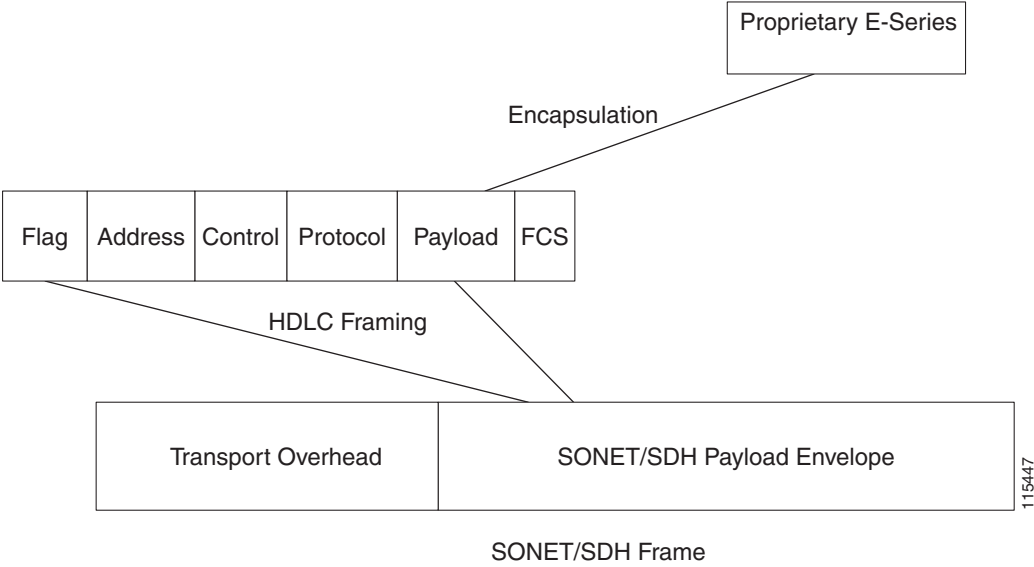 Proprietary E-Series
Encapsulation
Flag Address Control Protocol Payload FCS
HDLC Framing
Transport Overhead SONET/SDH Payload Envelope
115447
SONET/SDH Frame